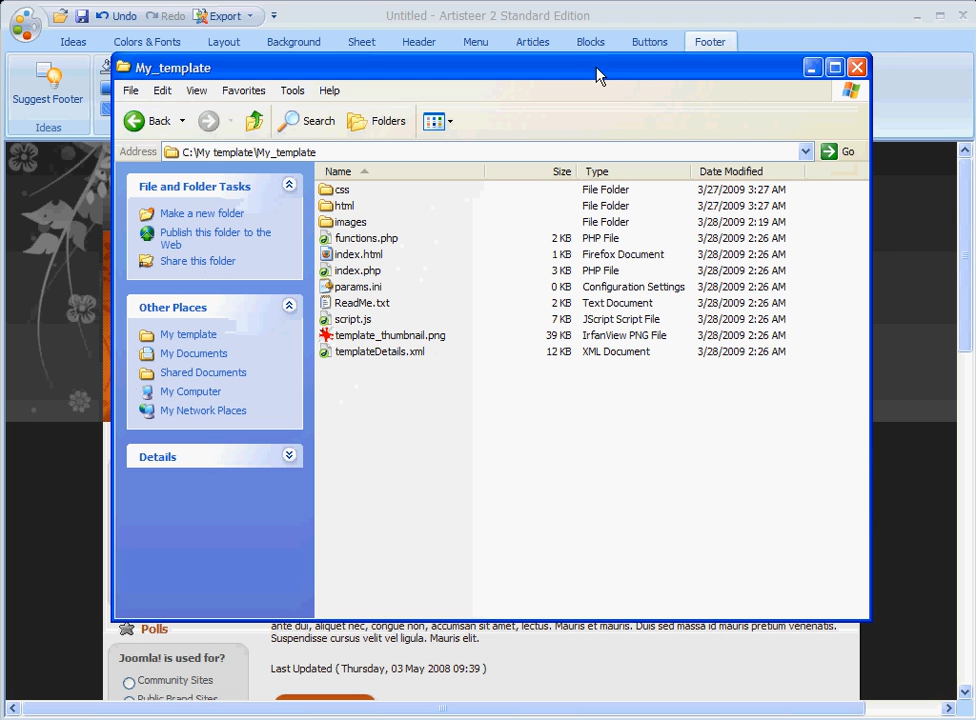 Untitled - Artisteer 2 Standard Edition
Undo Redo Export
Ideas Colors & Fonts Layout Background Sheet Header Menu Articles Blocks Buttons Footer
Suggest Footer
Ideas
My_template
File Edit View Favorites Tools Help
Back Search Folders
Address C:\My template\My_template Go
Name Size Type Date Modified
File and Folder Tasks
Make a new folder
Publish this folder to the
Web
Share this folder
Other Places
My template
My Documents
Shared Documents
My Computer
My Network Places
Details
css File Folder 3/27/2009 3:27 AM
html File Folder 3/27/2009 3:27 AM
images File Folder 3/28/2009 2:19 AM
functions.php 2 KB PHP File 3/28/2009 2:26 AM
index.html 1 KB Firefox Document 3/28/2009 2:26 AM
index.php 3 KB PHP File 3/28/2009 2:26 AM
params.ini 0 KB Configuration Settings 3/28/2009 2:26 AM
ReadMe.txt 2 KB Text Document 3/28/2009 2:26 AM
script.js 7 KB JScript Script File 3/28/2009 2:26 AM
template_thumbnail.png 39 KB IrfanView PNG File 3/28/2009 2:26 AM
templateDetails.xml 12 KB XML Document 3/28/2009 2:26 AM
Polls
Joomla! is used for?
Community Sites
Public Brand Sites
ante dui, aliquet nec, congue non, accumsan sit amet, lectus. Mauris et mauris. Duis sed massa id mauris pretium venenatis.
Suspendisse cursus velit vel ligula. Mauris elit.
Last Updated ( Thursday, 03 May 2008 09:39 )